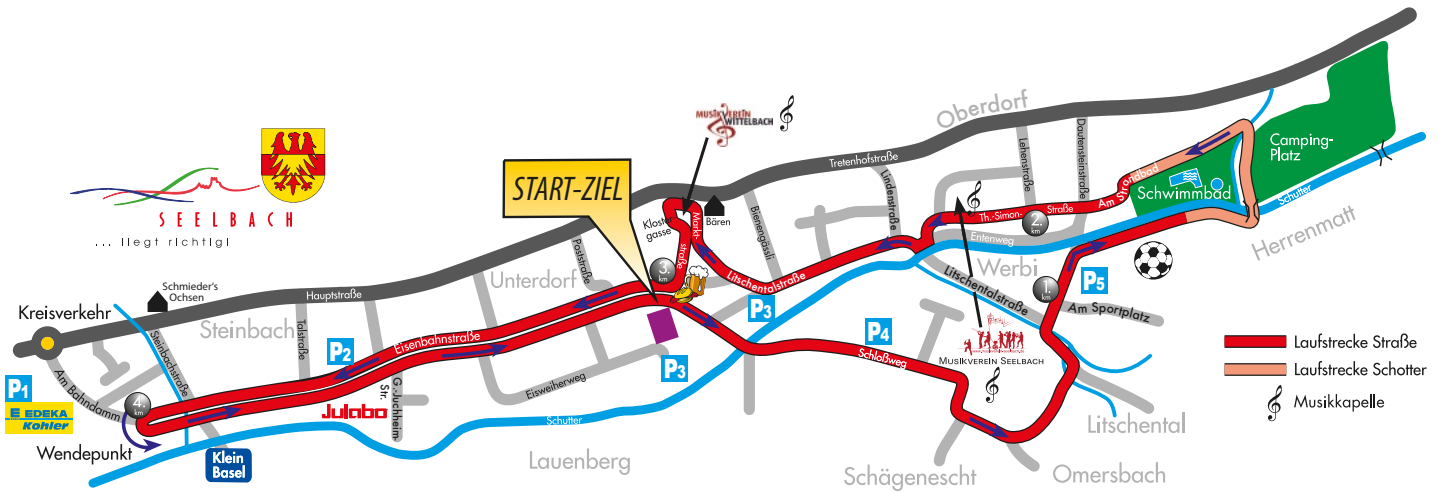 SEELBACH
... liegt richtig!
START-ZIEL
MUSIKVEREIN
WITTELBACH
Oberdorf
Camping-
Platz
Schwimmbad
Am Strandbad
Schutter
Herrenmatt
Tretenhofstraße
Lindenstraße
Lehenstraße
Dautensteinstraße
Th.-Simon-
Straße
2.
km
Entenweg
Werbi
Bären
Bienengässli
Kloster
gasse
Markt-
straße
3.
km
Litschentalstraße
Litschentalstraße
1.
km
P5
Am Sportplatz
P3
P4
Schloßweg
MUSIKVEREIN SEELBACH
Laufstrecke Straße
Laufstrecke Schotter
Musikkapelle
Schmieder's
Ochsen
Kreisverkehr
Hauptstraße
Steinbach
Steinbachstraße
Talstraße
Poststraße
Unterdorf
Eisenbahnstraße
P2
P3
P1
EDEKA
Kohler
Am Bahndamm
4.
km
Wendepunkt
Klein
Basel
Julabo
G.-Juchheim-
Str.
Eisweiherweg
Schutter
Lauenberg
Schägenescht
Omersbach
Litschental